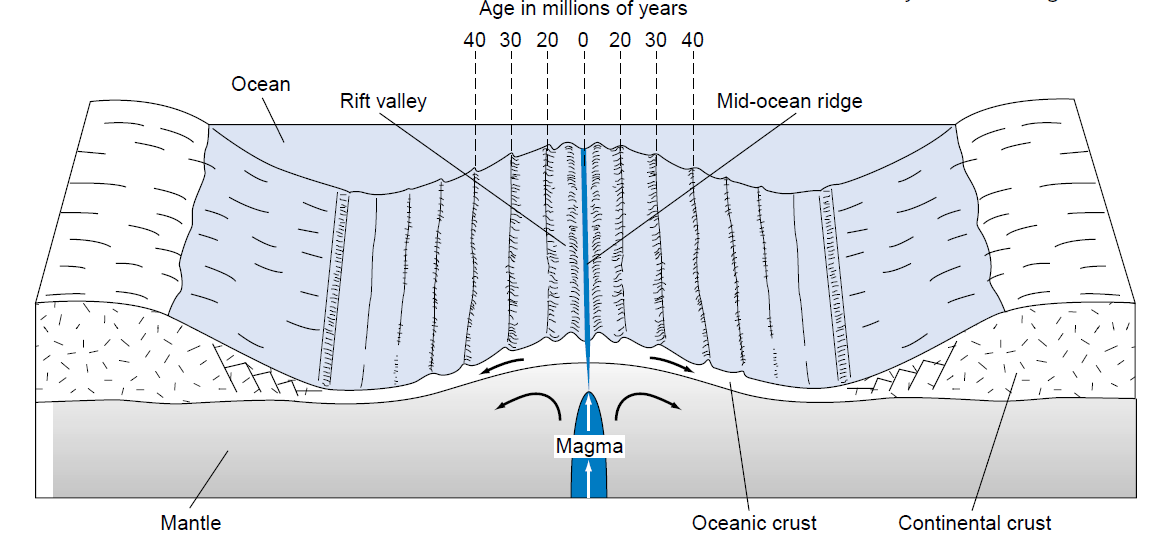 Age in millions of years
40 30 20 0 20 30 40
Ocean
Rift valley
Mid-ocean ridge
Magma
Mantle
Oceanic crust
Continental crust